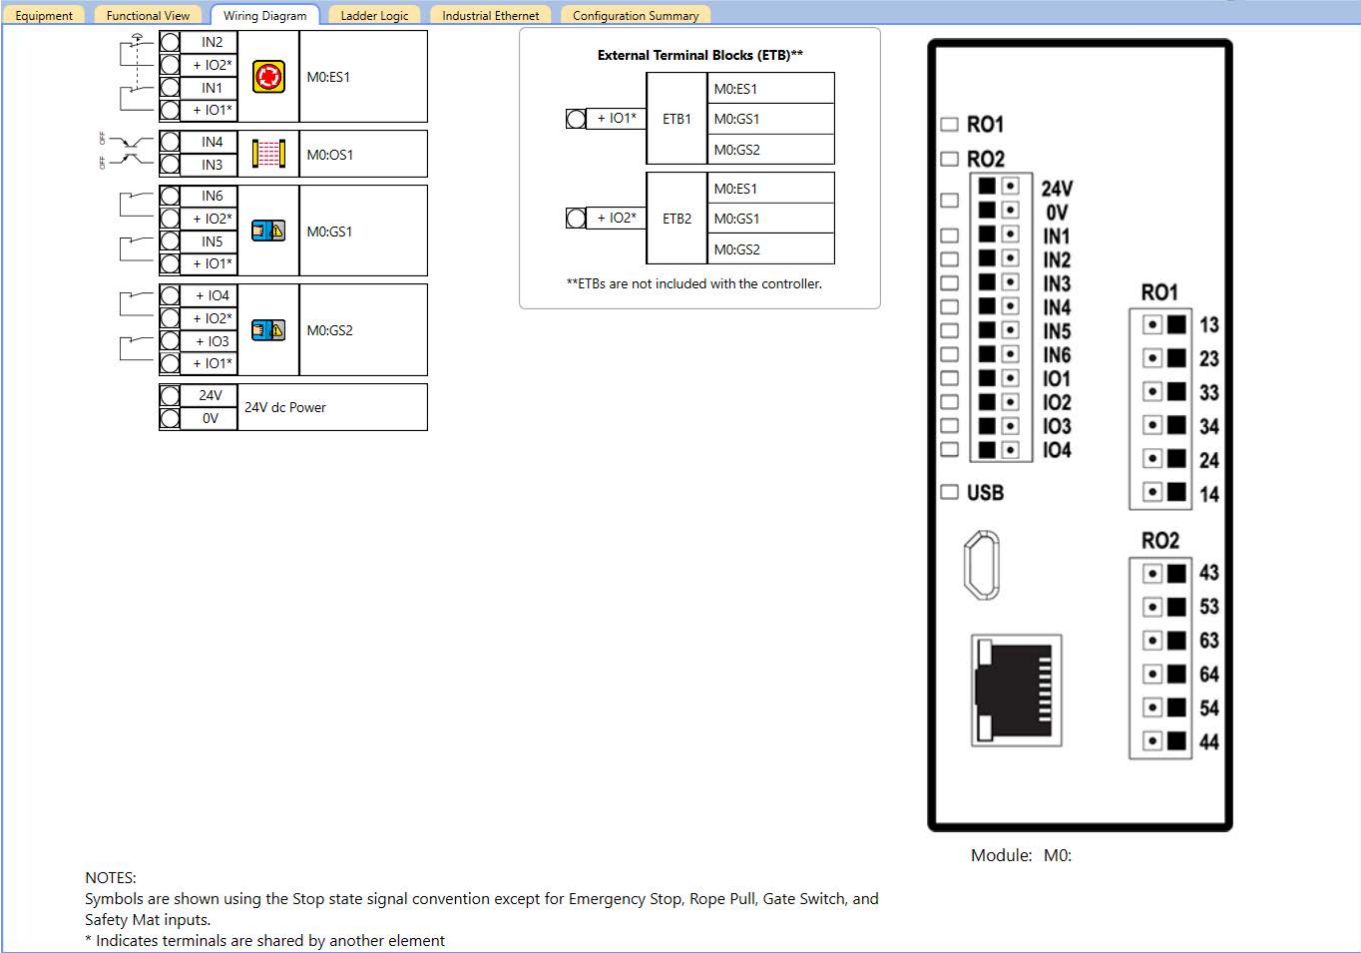 Equipment
Functional View
Wiring Diagram
Ladder Logic
Industrial Ethernet
Configuration Summary
IN2
+ IO2*
IN1
+ IO1*
M0:ES1
OFF
OFF
IN4
IN3
M0:OS1
IN6
+ IO2*
IN5
+ IO1*
M0:GS1
+ IO4
+ IO2*
+ IO3
+ IO1*
M0:GS2
24V
0V
24V dc Power
External Terminal Blocks (ETB)**
+ IO1*
ETB1
M0:ES1
M0:GS1
M0:GS2
+ IO2*
ETB2
M0:ES1
M0:GS1
M0:GS2
**ETBs are not included with the controller.
RO1
RO2
24V
0V
IN1
IN2
IN3
IN4
IN5
IN6
IO1
IO2
IO3
IO4
USB
RO1
13
23
33
34
24
14
RO2
43
53
63
64
54
44
Module: M0:
NOTES:
Symbols are shown using the Stop state signal convention except for Emergency Stop, Rope Pull, Gate Switch, and
Safety Mat inputs.
* Indicates terminals are shared by another element